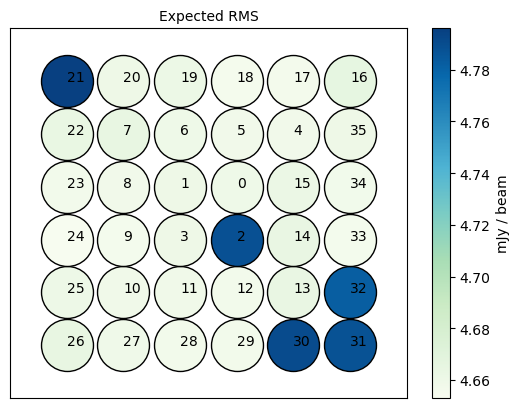 Expected RMS
21 20 19 18 17 16
22 7 6 5 4 35
23 8 1 0 15 34
24 9 3 2 14 33
25 10 11 12 13 32
26 27 28 29 30 31
4.78
4.76
4.74
4.72
4.70
4.68
4.66
mJy / beam